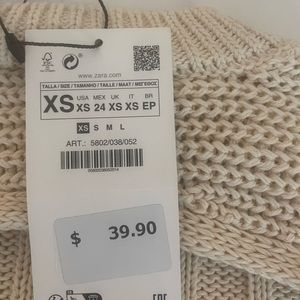 www.zara.com
TALLA / SIZE / TAMANHO / TAILLE / MAAT / ΜΕΓΕΘΟΣ
XS
USA MEX UK IT BR
XS 24 XS XS EP
XS S M L
ART.: 5802/038/052
$ 39.90